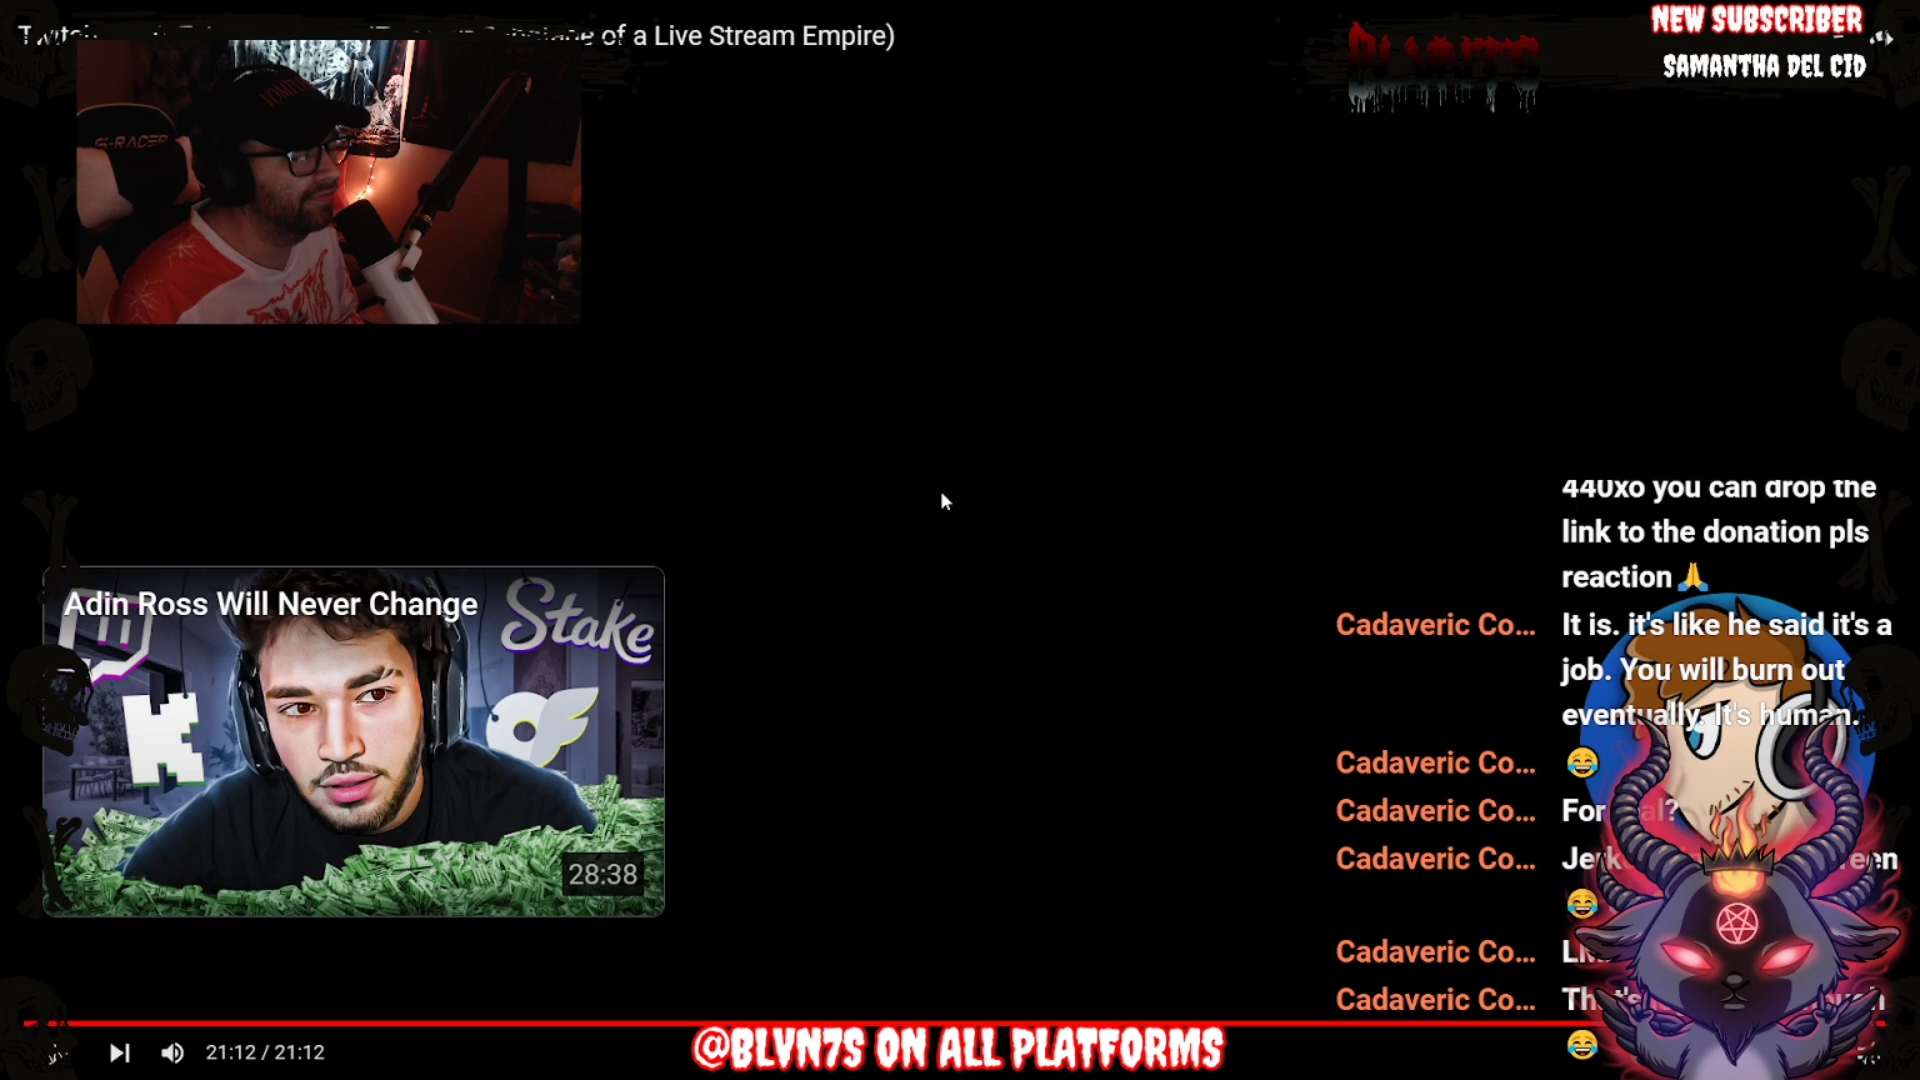 of a Live Stream Empire)
NEW SUBSCRIBER
SAMANTHA DEL CID
S-RACER
440xo you can drop the
link to the donation pls
reaction🙏
Cadaveric Co... It is. it's like he said it's a
job. You will burn out
eventually. It's human.
Cadaveric Co... 😂
Cadaveric Co... For
Cadaveric Co...
😂
Cadaveric Co...
Cadaveric Co...
😂
Adin Ross Will Never Change
Stake
K
28:38
21:12 / 21:12
@BLVN7S ON ALL PLATFORMS